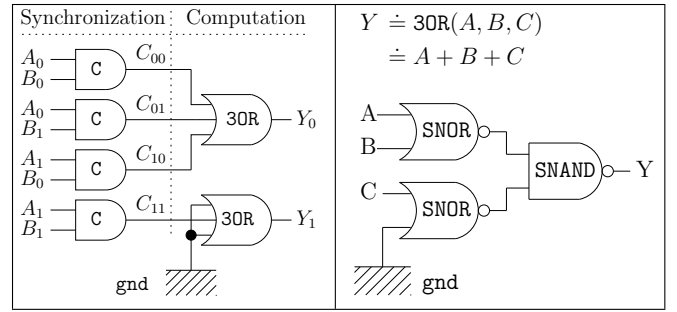 Synchronization Computation
A₀
B₀
C
C₀₀
A₀
B₁
C
C₀₁
3OR
Y₀
A₁
B₀
C
C₁₀
A₁
B₁
C
C₁₁
3OR
Y₁
gnd
Y ≐ 3OR(A, B, C)
≐ A + B + C
A
B
SNOR
SNAND
Y
C
SNOR
gnd